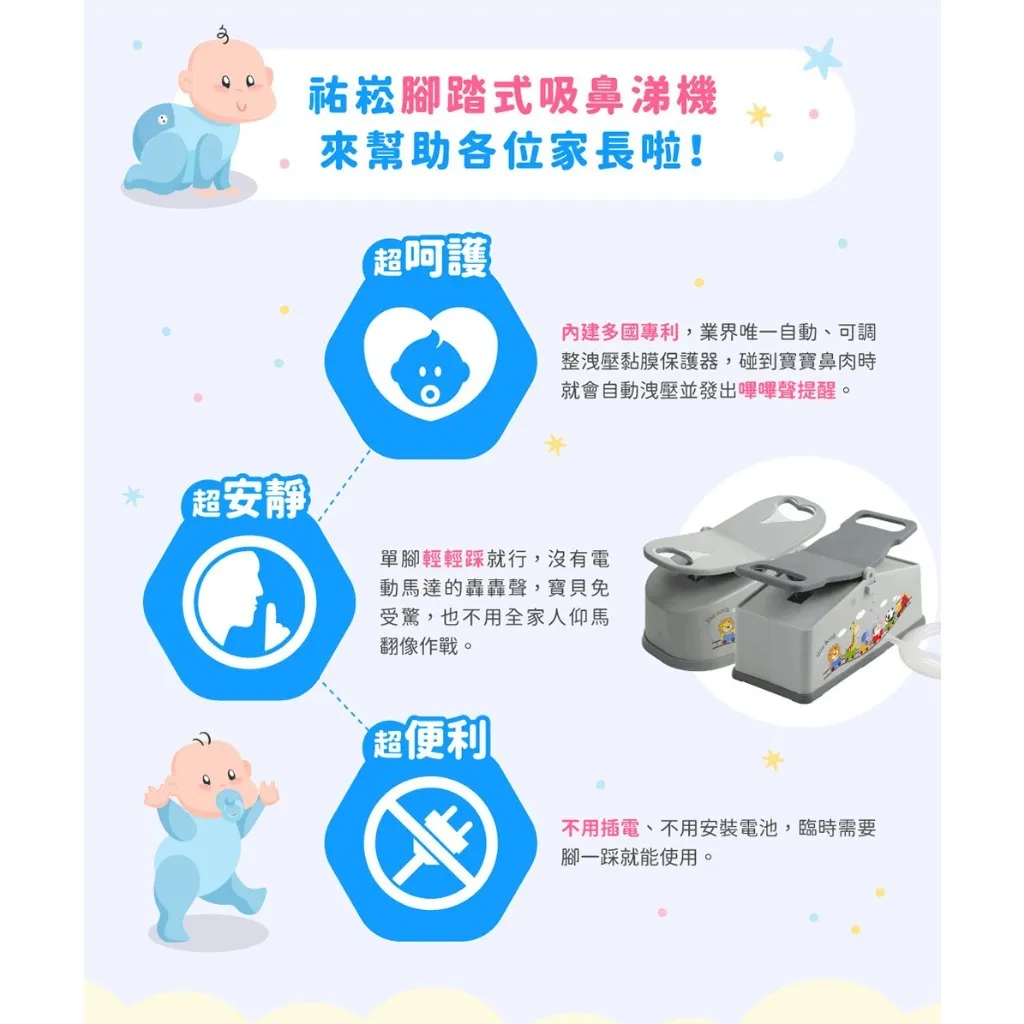 祐崧腳踏式吸鼻涕機
來幫助各位家長啦!
超呵護
內建多國專利，業界唯一自動、可調
整洩壓黏膜保護器，碰到寶寶鼻肉時
就會自動洩壓並發出嗶嗶聲提醒。
超安靜
單腳輕輕踩就行，沒有電
動馬達的轟轟聲，寶貝免
受驚，也不用全家人仰馬
翻像作戰。
超便利
不用插電、不用安裝電池，臨時需要
腳一踩就能使用。